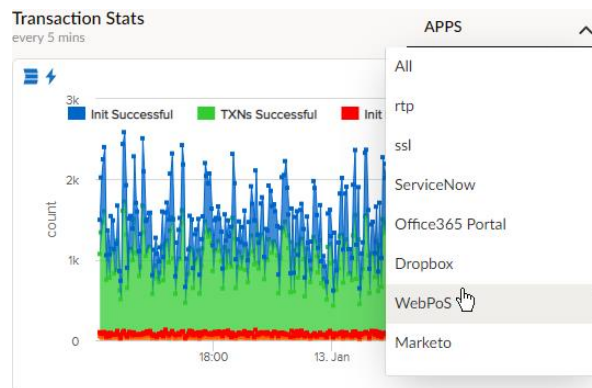 Transaction Stats
every 5 mins
APPS
All
rtp
ssl
ServiceNow
Office365 Portal
Dropbox
WebPoS
Marketo
3k
Init Successful
TXNs Successful
Init
2k
count
1k
0
18:00
13. Jan